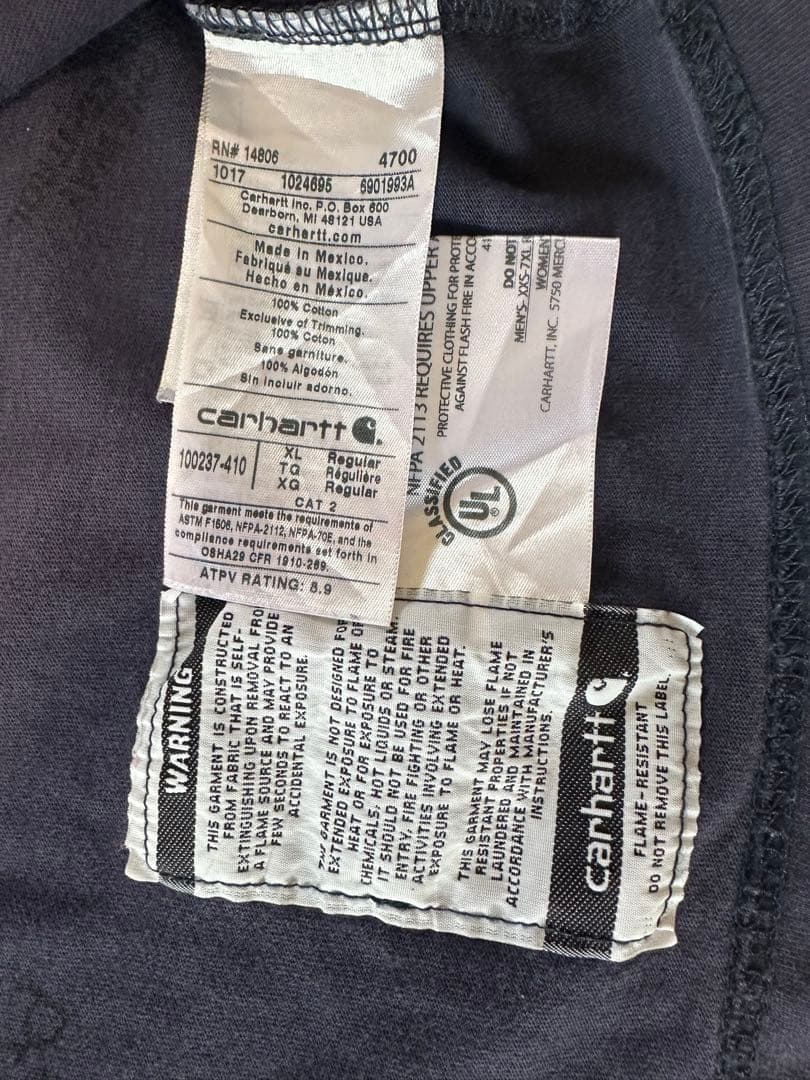 RN# 14806 4700
1017 1024695 6901993A
Carhartt Inc. P.O. Box 600
Dearborn, MI 48121 USA
carhartt.com
Made in Mexico.
Fabriqué au Mexique.
Hecho en México.
100% Cotton
Exclusive of Trimming.
100% Coton
Sans garniture.
100% Algodón
Sin incluir adorno.
carhartt
100237-410
XL Regular
TG Régulière
XG Regular
CAT 2
This garment meets the requirements of
ASTM F1506, NFPA-2112, NFPA-70E, and the
compliance requirements set forth in
OSHA29 CFR 1910-269.
ATPV RATING: 8.9
NFPA 2113 REQUIRES UPPER
PROTECTIVE CLOTHING FOR PROT
AGAINST FLASH FIRE IN ACCO
41
DO NOT
MEN'S: XXS-7XL R
WOMEN
CARHARTT, INC. 5750 MERCU
CLASSIFIED
UL®
WARNING
THIS GARMENT IS CONSTRUCTED
FROM FABRIC THAT IS SELF-
EXTINGUISHING UPON REMOVAL FRO
A FLAME SOURCE AND MAY PROVIDE
FEW SECONDS TO REACT TO AN
ACCIDENTAL EXPOSURE.
GARMENT IS NOT DESIGNED FOR
EXTENDED EXPOSURE TO FLAME OR
HEAT OR FOR EXPOSURE TO
CHEMICALS, HOT LIQUIDS OR STEAM.
IT SHOULD NOT BE USED FOR FIRE
ENTRY, FIRE FIGHTING OR OTHER
ACTIVITIES INVOLVING EXTENDED
EXPOSURE TO FLAME OR HEAT.
THIS GARMENT MAY LOSE FLAME
RESISTANT PROPERTIES IF NOT
LAUNDERED AND MAINTAINED IN
ACCORDANCE WITH MANUFACTURER'S
INSTRUCTIONS.
carhartt
FLAME-RESISTANT
DO NOT REMOVE THIS LABEL.